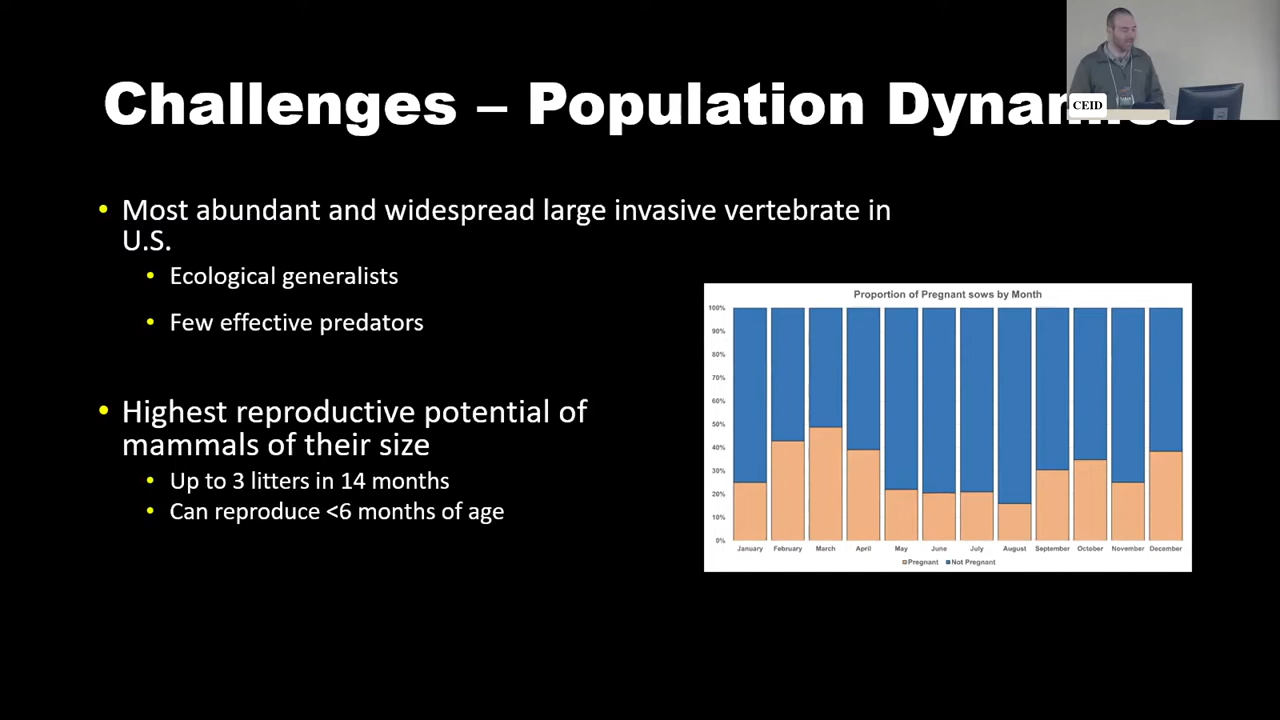 Challenges – Population
CEID
• Most abundant and widespread large invasive vertebrate in
U.S.
• Ecological generalists
• Few effective predators
• Highest reproductive potential of
mammals of their size
• Up to 3 litters in 14 months
• Can reproduce <6 months of age
Proportion of Pregnant sows by Month
100%
90%
80%
70%
60%
50%
40%
30%
20%
10%
0%
January February March April May June July August September October November December
Pregnant Not Pregnant